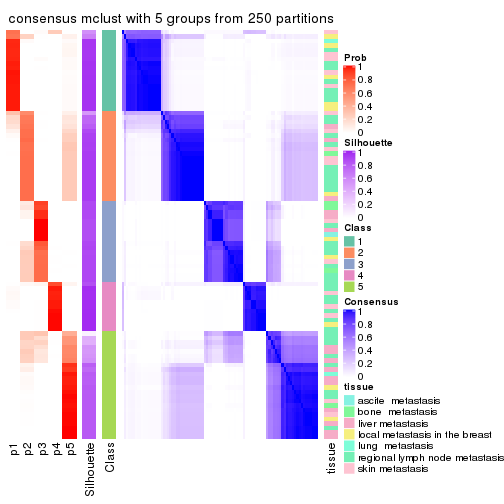 consensus mclust with 5 groups from 250 partitions
Prob
1
0.8
0.6
0.4
0.2
0
Silhouette
1
0.8
0.6
0.4
0.2
0
Class
1
2
3
4
5
Consensus
1
0.8
0.6
0.4
0.2
0
tissue
ascite metastasis
bone metastasis
liver metastasis
local metastasis in the breast
lung metastasis
regional lymph node metastasis
skin metastasis
p1
p2
p3
p4
p5
Silhouette
Class
tissue